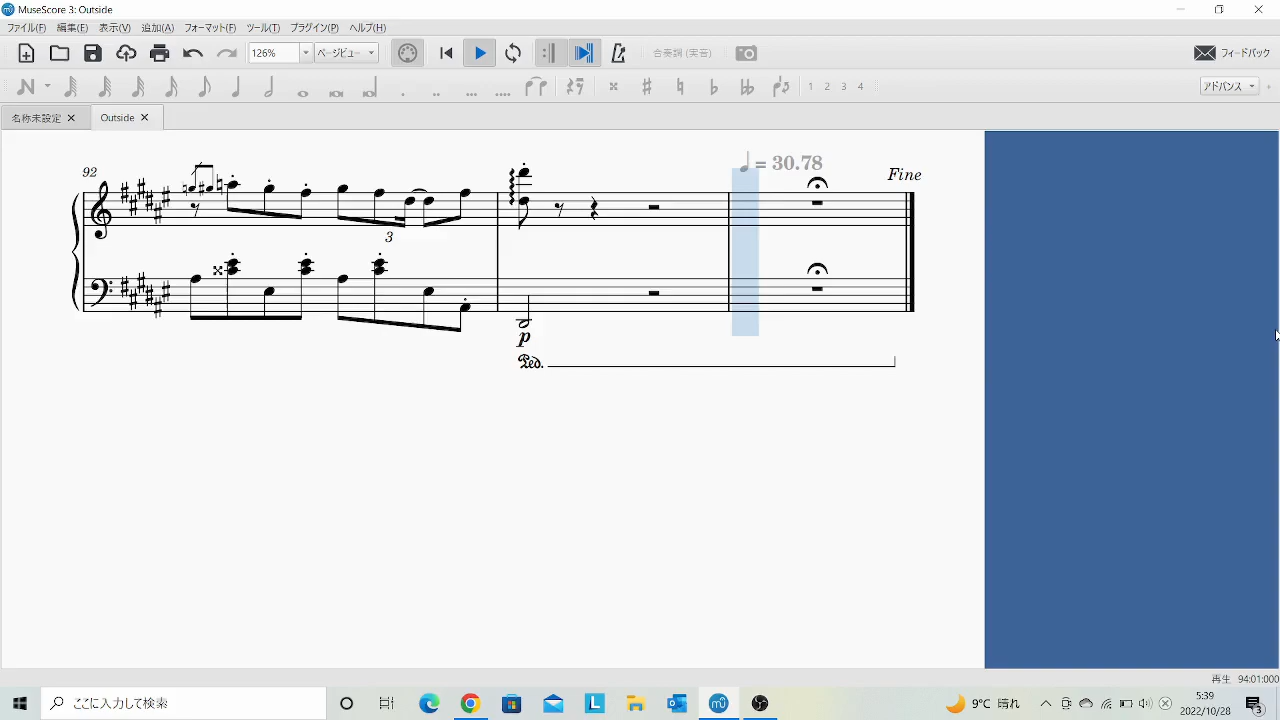 MuseScore 3: Outside
ファイル(F) 編集(E) 表示(V) 追加(A) フォーマット(F) ツール(T) プラグイン(P) ヘルプ(H)
126% ページビュー 合奏調 (実音) フィードバック
1 2 3 4 アドバンス
名称未設定 Outside
= 30.78
92 Fine
3
p
Ped.
再生 94:01:000
ここに入力して検索 9℃ 晴れ 5:39
2022/10/28 3